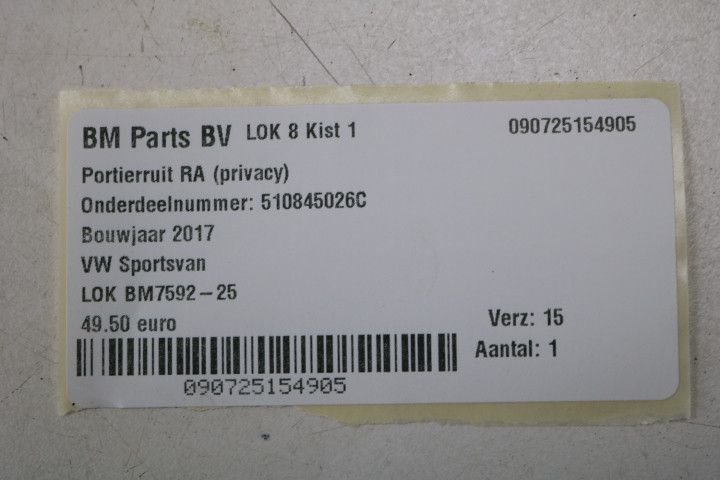 BM Parts BV LOK 8 Kist 1 090725154905
Portierruit RA (privacy)
Onderdeelnummer: 510845026C
Bouwjaar 2017
VW Sportsvan
LOK BM7592-25
49.50 euro Verz: 15
Aantal: 1
090725154905